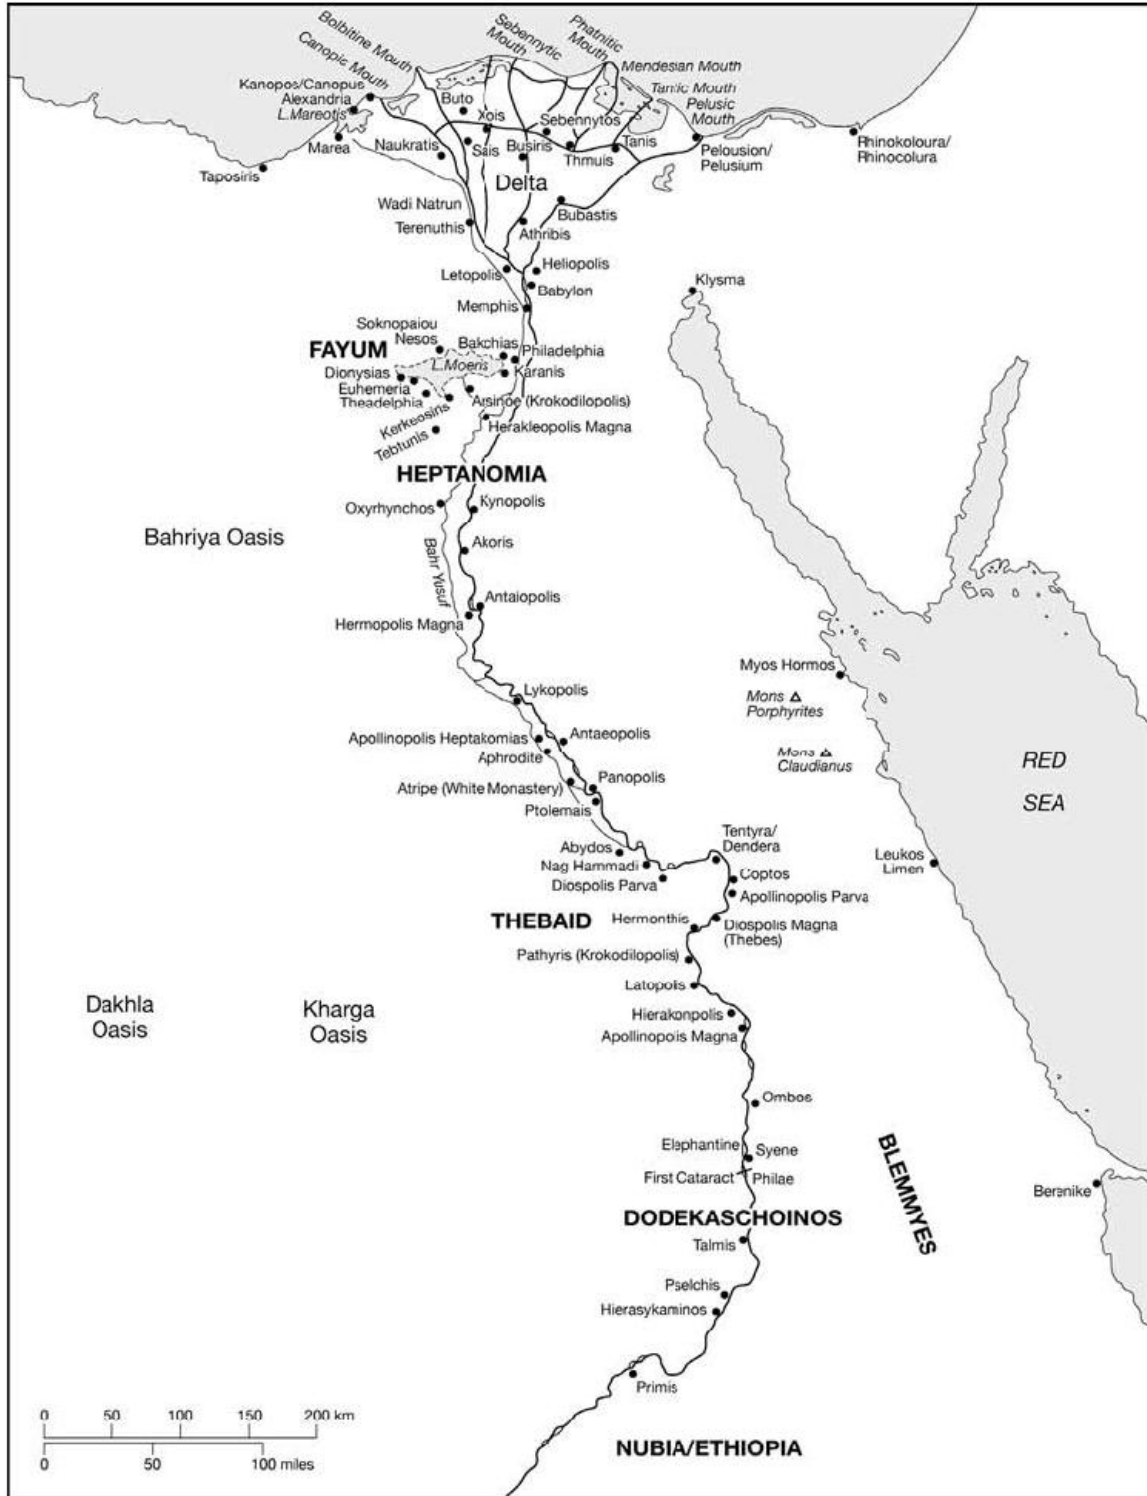 Bolbitine Mouth
Canopic Mouth
Sebennytic
Mouth
Phatnitic
Mouth
Mendesian Mouth
Tanitic Mouth
Pelusic
Mouth
Kanopos/Canopus
Alexandria
L.Mareotis
Marea
Taposiris
Buto
Xois
Naukratis
Sais
Busiris
Sebennytos
Thmuis
Tanis
Pelousion/
Pelusium
Rhinokoloura/
Rhinocolura
Delta
Wadi Natrun
Terenuthis
Bubastis
Athribis
Letopolis
Heliopolis
Babylon
Memphis
Klysma
Soknopaiou
Nesos
FAYUM
Bakchias
Philadelphia
L.Moeris
Karanis
Dionysias
Euhemeria
Theadelphia
Arsinoe (Krokodilopolis)
Kerkeosiris
Tebtunis
Herakleopolis Magna
HEPTANOMIA
Oxyrhynchos
Kynopolis
Bahriya Oasis
Akoris
Bahr Yusuf
Antaiopolis
Hermopolis Magna
Myos Hormos
Mons
Porphyrites
Mons
Claudianus
RED
SEA
Lykopolis
Apollinopolis Heptakomias
Antaeopolis
Aphrodite
Atripe (White Monastery)
Panopolis
Ptolemais
Abydos
Nag Hammadi
Diospolis Parva
Tentyra/
Dendera
Coptos
Apollinopolis Parva
Leukos
Limen
THEBAID
Hermonthis
Diospolis Magna
(Thebes)
Pathyris (Krokodilopolis)
Latopolis
Dakhla
Oasis
Kharga
Oasis
Hierakonpolis
Apollinopolis Magna
Ombos
Elephantine
Syene
First Cataract
Philae
BLEMMYES
Berenike
DODEKASCHOINOS
Talmis
Pselchis
Hierasykaminos
Primis
0 50 100 150 200 km
0 50 100 miles
NUBIA/ETHIOPIA